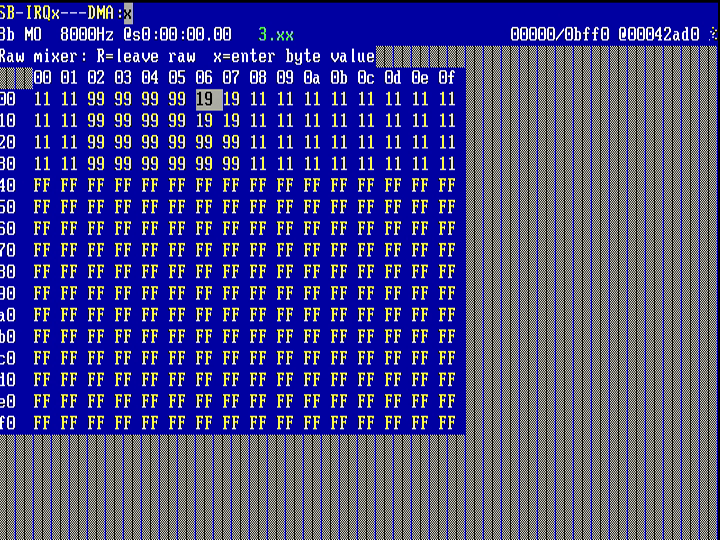 SB-IRQx---DMA:x
8b MO 8000Hz @s0:00:00.00 3.xx 00000/0bff0 @00042ad0
Raw mixer: R=leave raw x=enter byte value
00 01 02 03 04 05 06 07 08 09 0a 0b 0c 0d 0e 0f
00 11 11 99 99 99 99 19 19 11 11 11 11 11 11 11 11
10 11 11 99 99 99 99 19 19 11 11 11 11 11 11 11 11
20 11 11 99 99 99 99 99 99 11 11 11 11 11 11 11 11
30 11 11 99 99 99 99 99 99 11 11 11 11 11 11 11 11
40 FF FF FF FF FF FF FF FF FF FF FF FF FF FF FF FF
50 FF FF FF FF FF FF FF FF FF FF FF FF FF FF FF FF
60 FF FF FF FF FF FF FF FF FF FF FF FF FF FF FF FF
70 FF FF FF FF FF FF FF FF FF FF FF FF FF FF FF FF
80 FF FF FF FF FF FF FF FF FF FF FF FF FF FF FF FF
90 FF FF FF FF FF FF FF FF FF FF FF FF FF FF FF FF
a0 FF FF FF FF FF FF FF FF FF FF FF FF FF FF FF FF
b0 FF FF FF FF FF FF FF FF FF FF FF FF FF FF FF FF
c0 FF FF FF FF FF FF FF FF FF FF FF FF FF FF FF FF
d0 FF FF FF FF FF FF FF FF FF FF FF FF FF FF FF FF
e0 FF FF FF FF FF FF FF FF FF FF FF FF FF FF FF FF
f0 FF FF FF FF FF FF FF FF FF FF FF FF FF FF FF FF